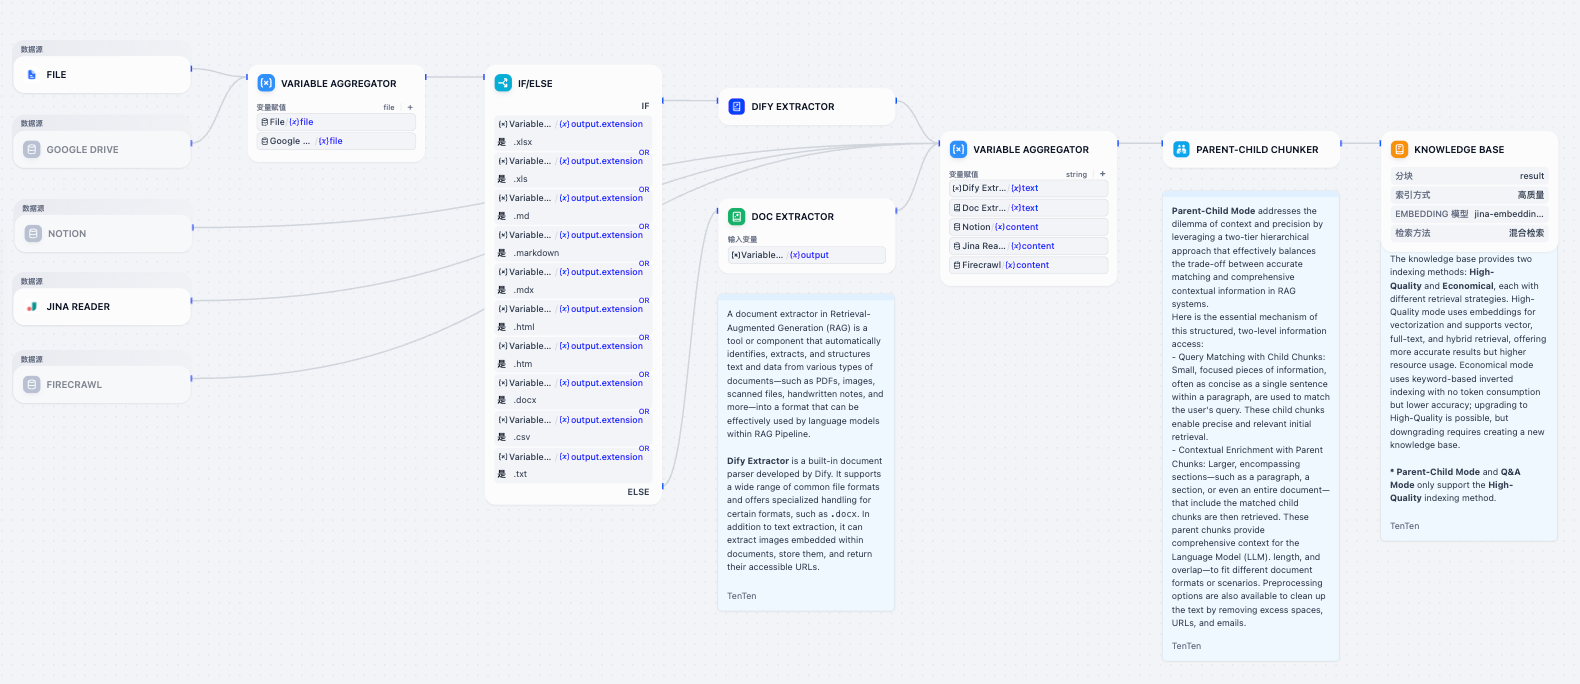 数据源
FILE
数据源
GOOGLE DRIVE
数据源
NOTION
数据源
JINA READER
数据源
FIRECRAWL
VARIABLE AGGREGATOR
变量赋值 file +
File / {x} file
Google ... / {x} file
IF/ELSE
IF
{x} Variable... / {x} output.extension
是 .xlsx
OR
{x} Variable... / {x} output.extension
是 .xls
OR
{x} Variable... / {x} output.extension
是 .md
OR
{x} Variable... / {x} output.extension
是 .markdown
OR
{x} Variable... / {x} output.extension
是 .mdx
OR
{x} Variable... / {x} output.extension
是 .html
OR
{x} Variable... / {x} output.extension
是 .htm
OR
{x} Variable... / {x} output.extension
是 .docx
OR
{x} Variable... / {x} output.extension
是 .csv
OR
{x} Variable... / {x} output.extension
是 .txt
ELSE
DIFY EXTRACTOR
DOC EXTRACTOR
输入变量
{x} Variable... / {x} output
A document extractor in Retrieval-
Augmented Generation (RAG) is a
tool or component that automatically
identifies, extracts, and structures
text and data from various types of
documents—such as PDFs, images,
scanned files, handwritten notes, and
more—into a format that can be
effectively used by language models
within RAG Pipeline.
Dify Extractor is a built-in document
parser developed by Dify. It supports
a wide range of common file formats
and offers specialized handling for
certain formats, such as .docx. In
addition to text extraction, it can
extract images embedded within
documents, store them, and return
their accessible URLs.
TenTen
VARIABLE AGGREGATOR
变量赋值 string +
{x} Dify Extr... / {x} text
Doc Extr... / {x} text
Notion / {x} content
Jina Rea... / {x} content
Firecrawl / {x} content
PARENT-CHILD CHUNKER
Parent-Child Mode addresses the
dilemma of context and precision by
leveraging a two-tier hierarchical
approach that effectively balances
the trade-off between accurate
matching and comprehensive
contextual information in RAG
systems.
Here is the essential mechanism of
this structured, two-level information
access:
- Query Matching with Child Chunks:
Small, focused pieces of information,
often as concise as a single sentence
within a paragraph, are used to match
the user's query. These child chunks
enable precise and relevant initial
retrieval.
- Contextual Enrichment with Parent
Chunks: Larger, encompassing
sections—such as a paragraph, a
section, or even an entire document—
that include the matched child
chunks are then retrieved. These
parent chunks provide
comprehensive context for the
Language Model (LLM). length, and
overlap—to fit different document
formats or scenarios. Preprocessing
options are also available to clean up
the text by removing excess spaces,
URLs, and emails.
TenTen
KNOWLEDGE BASE
分块 result
索引方式 高质量
EMBEDDING 模型 jina-embeddin...
检索方法 混合检索
The knowledge base provides two
indexing methods: High-
Quality and Economical, each with
different retrieval strategies. High-
Quality mode uses embeddings for
vectorization and supports vector,
full-text, and hybrid retrieval, offering
more accurate results but higher
resource usage. Economical mode
uses keyword-based inverted
indexing with no token consumption
but lower accuracy; upgrading to
High-Quality is possible, but
downgrading requires creating a new
knowledge base.
* Parent-Child Mode and Q&A
Mode only support the High-
Quality indexing method.
TenTen